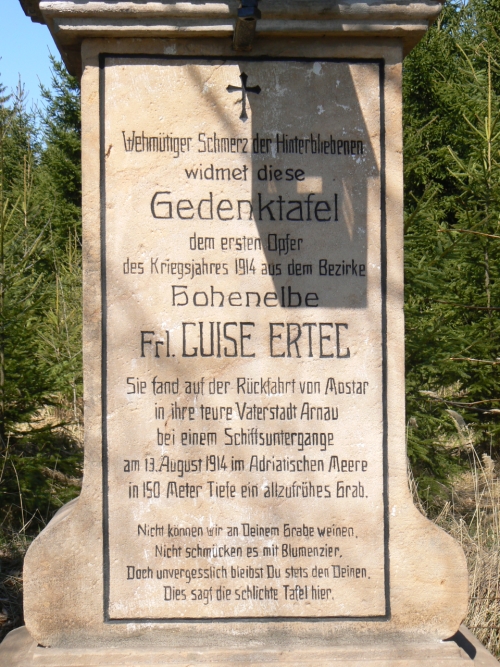 Wehmütiger Schmerz der Hinterbliebenen
widmet diese
Gedenktafel
dem ersten Opfer
des Kriegsjahres 1914 aus dem Bezirke
Hohenelbe
Frl. LUISE ERTEL
Sie fand auf der Rückfahrt von Mostar
in ihre teure Vaterstadt Arnau
bei einem Schiffsuntergange
am 13. August 1914 im Adriatischen Meere
in 150 Meter Tiefe ein allzufrühes Grab.
Nicht können wir an Deinem Grabe weinen,
Nicht schmücken es mit Blumenzier,
Doch unvergesslich bleibst Du stets den Deinen,
Dies sagt die schlichte Tafel hier.